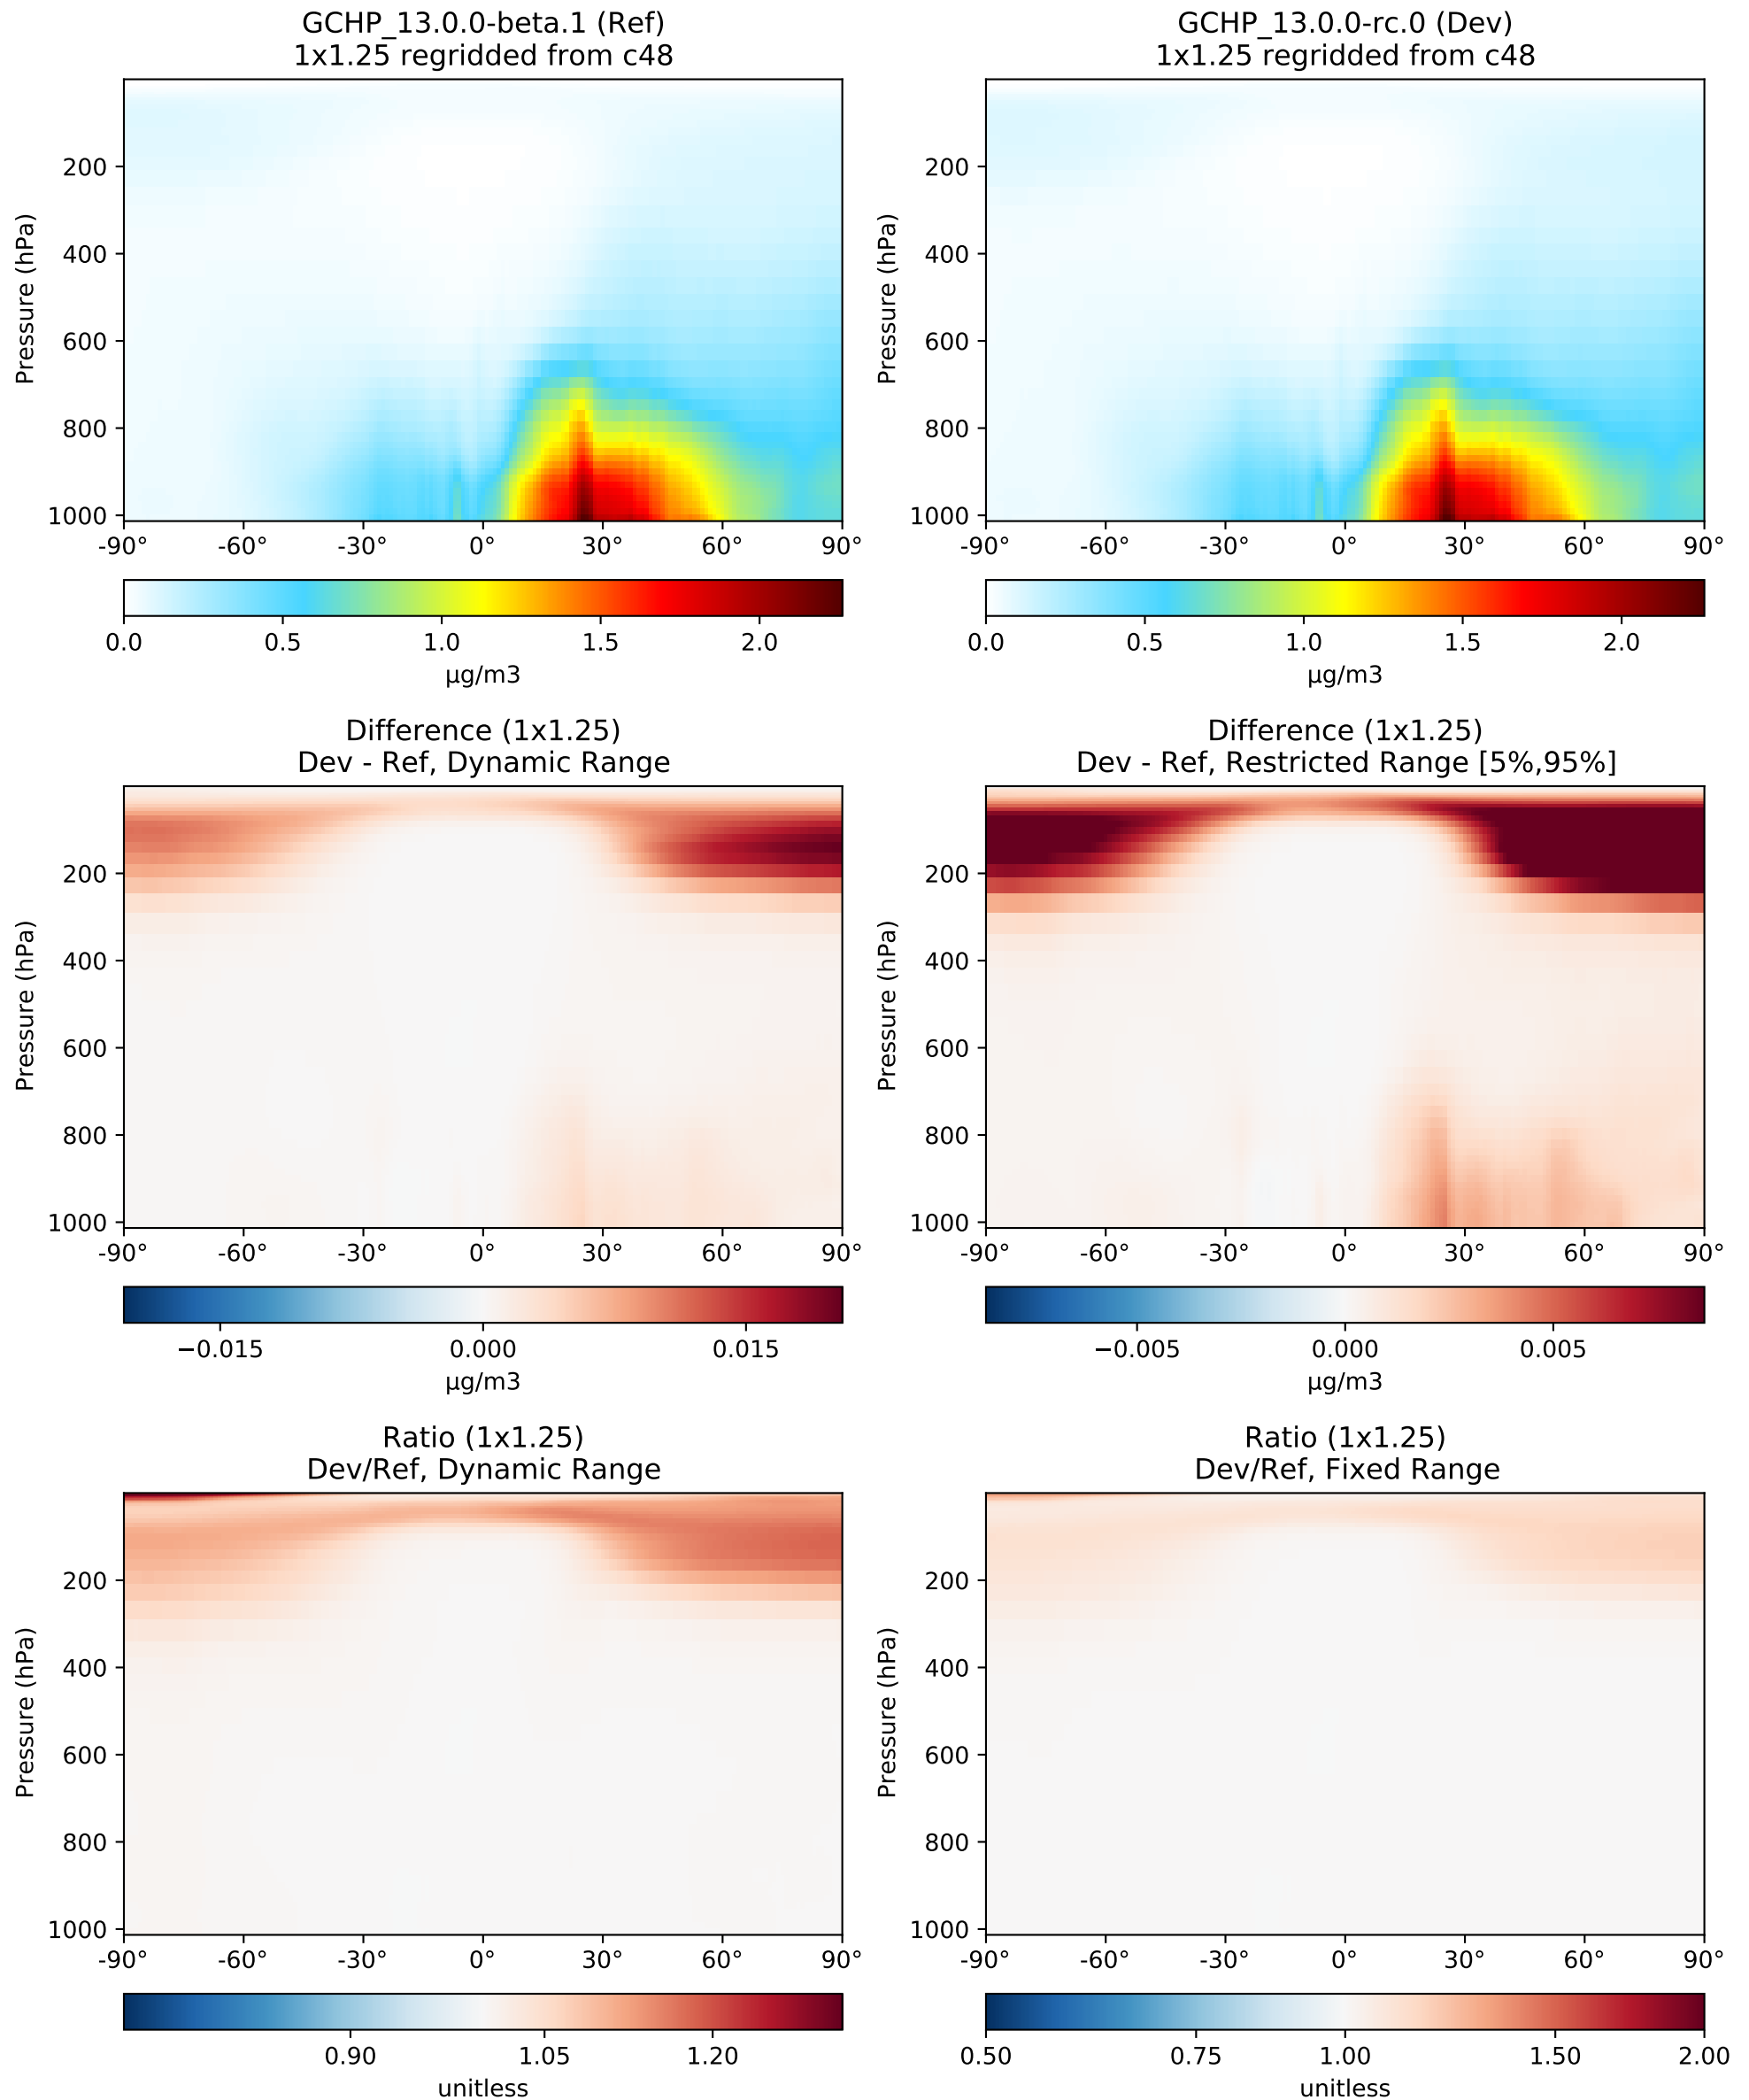 GCHP_13.0.0-beta.1 (Ref)
1x1.25 regridded from c48
GCHP_13.0.0-rc.0 (Dev)
1x1.25 regridded from c48
Pressure (hPa)
200
400
600
800
1000
-90° -60° -30° 0° 30° 60° 90°
Pressure (hPa)
200
400
600
800
1000
-90° -60° -30° 0° 30° 60° 90°
0.0 0.5 1.0 1.5 2.0
µg/m3
0.0 0.5 1.0 1.5 2.0
µg/m3
Difference (1x1.25)
Dev - Ref, Dynamic Range
Difference (1x1.25)
Dev - Ref, Restricted Range [5%,95%]
Pressure (hPa)
200
400
600
800
1000
-90° -60° -30° 0° 30° 60° 90°
Pressure (hPa)
200
400
600
800
1000
-90° -60° -30° 0° 30° 60° 90°
−0.015 0.000 0.015
µg/m3
−0.005 0.000 0.005
µg/m3
Ratio (1x1.25)
Dev/Ref, Dynamic Range
Ratio (1x1.25)
Dev/Ref, Fixed Range
Pressure (hPa)
200
400
600
800
1000
-90° -60° -30° 0° 30° 60° 90°
Pressure (hPa)
200
400
600
800
1000
-90° -60° -30° 0° 30° 60° 90°
0.90 1.05 1.20
unitless
0.50 0.75 1.00 1.50 2.00
unitless